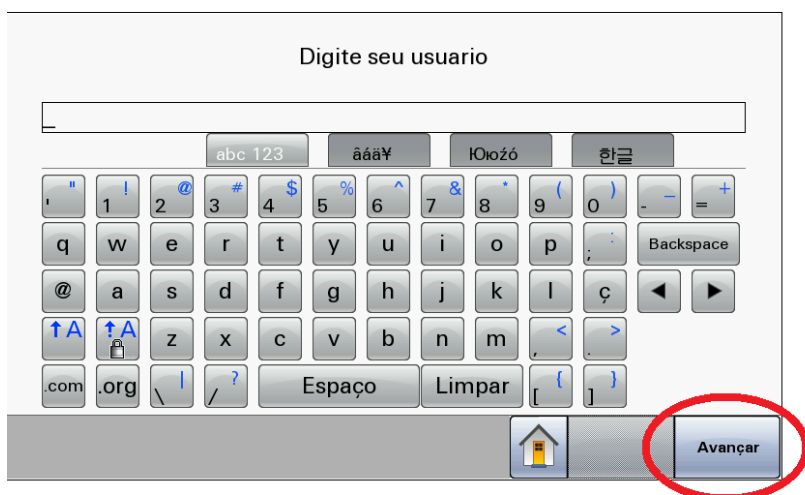 Digite seu usuario
_
abc 123 âáä¥Ююźó 한글
' " 1 ! 2 @ 3 # 4 $ 5 % 6 ^ 7 & 8 * 9 ( 0 ) - _ = +
q w e r t y u i o p ; : Backspace
@ a s d f g h j k l ç ◀ ▶
↑A ↑A z x c v b n m , < . >
.com .org \ | / ? Espaço Limpar [ { ] }
Avançar